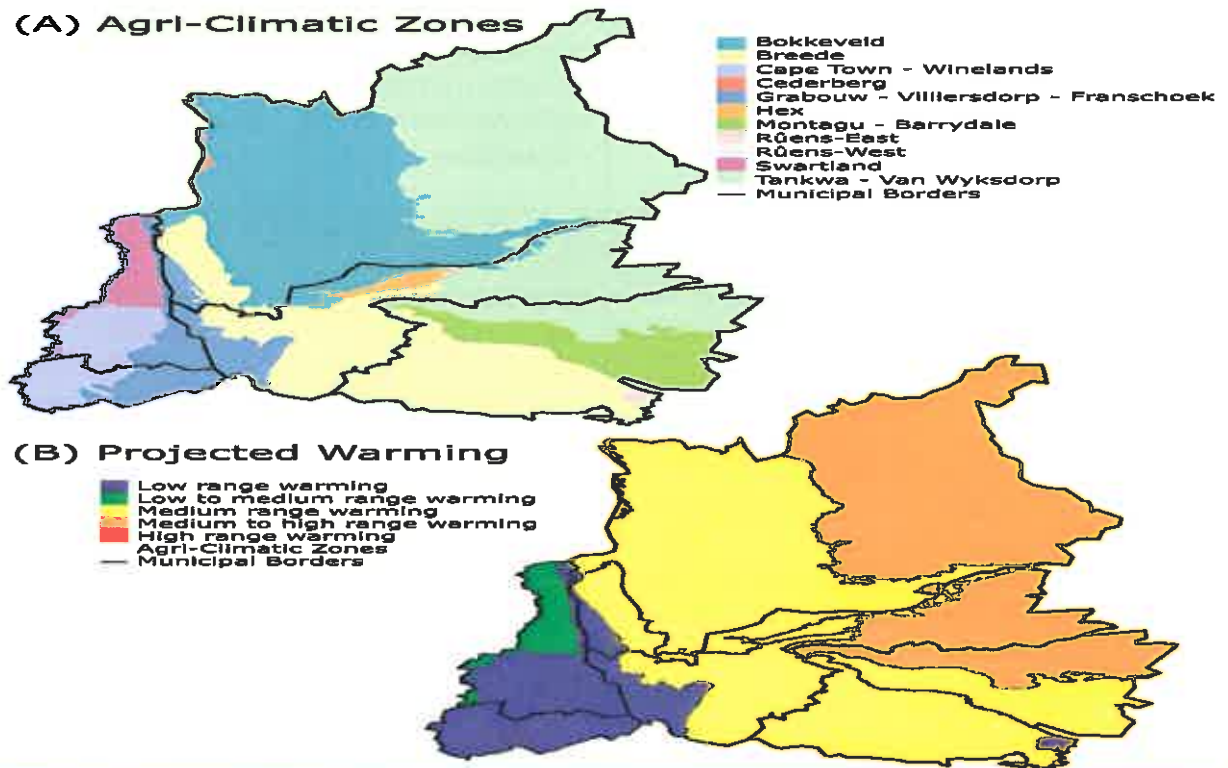 (A) Agri-Climatic Zones
Bokkeveld
Breede
Cape Town - Winelands
Cederberg
Grabouw - Villiersdorp - Franschoek
Hex
Montagu - Barrydale
Rûens-East
Rûens-West
Swartland
Tankwa - Van Wyksdorp
Municipal Borders
(B) Projected Warming
Low range warming
Low to medium range warming
Medium range warming
Medium to high range warming
High range warming
Agri-Climatic Zones
Municipal Borders